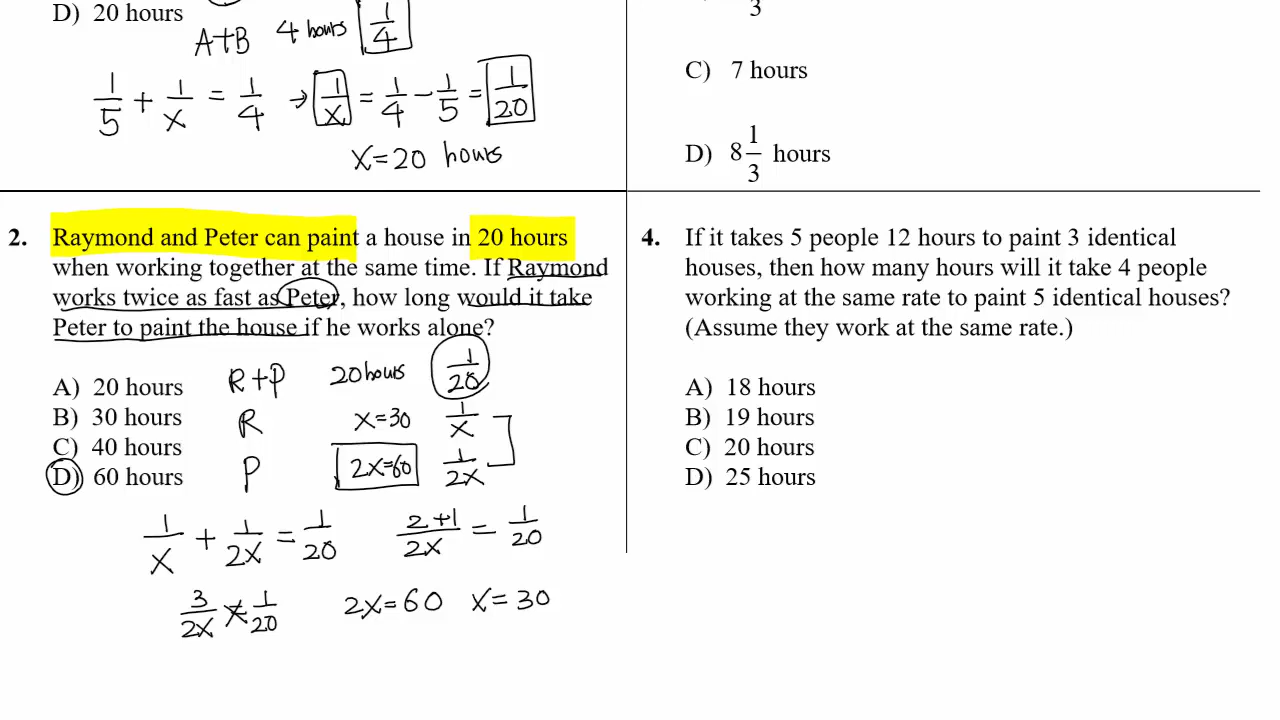 D) 20 hours
A+B 4 hours 1/4
1/5 + 1/x = 1/4 → 1/x = 1/4 − 1/5 = 1/20
x=20 hours
3
C) 7 hours
D) 8 1/3 hours
2. Raymond and Peter can paint a house in 20 hours
when working together at the same time. If Raymond
works twice as fast as Peter, how long would it take
Peter to paint the house if he works alone?
A) 20 hours
B) 30 hours
C) 40 hours
D) 60 hours
R+P 20 hours 1/20
R x=30 1/x
P 2x=60 1/2x
1/x + 1/2x = 1/20 2+1/2x = 1/20
3/2x = 1/20 2x=60 x=30
4. If it takes 5 people 12 hours to paint 3 identical
houses, then how many hours will it take 4 people
working at the same rate to paint 5 identical houses?
(Assume they work at the same rate.)
A) 18 hours
B) 19 hours
C) 20 hours
D) 25 hours